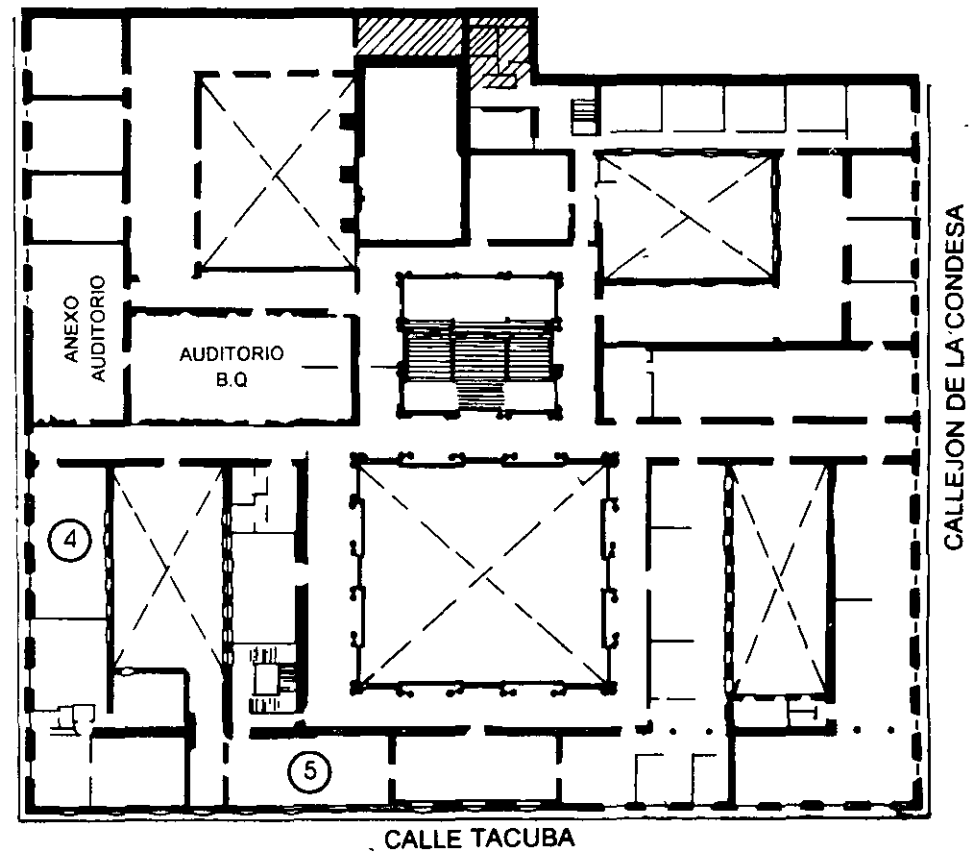 ANEXO
AUDITORIO
AUDITORIO
B.Q
CALLEJON DE LA CONDESA
4
5
CALLE TACUBA